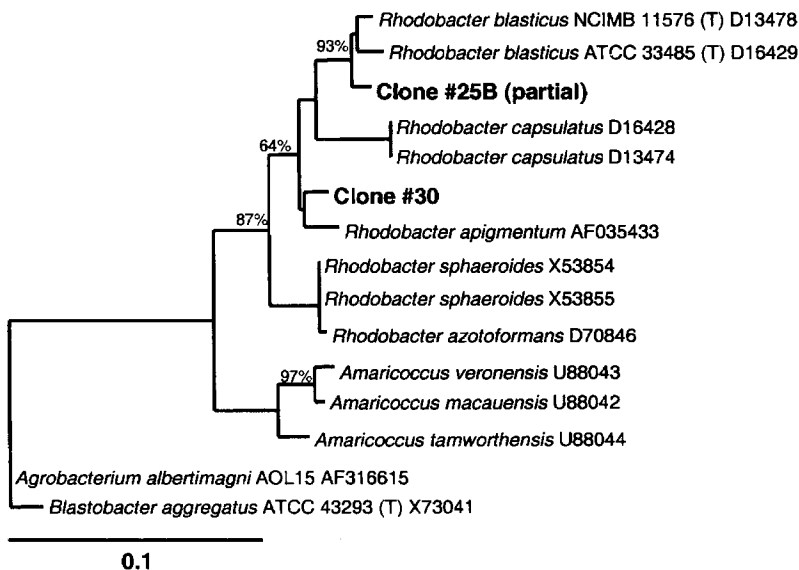 Rhodobacter blasticus NCIMB 11576 (T) D13478
93%
Rhodobacter blasticus ATCC 33485 (T) D16429
Clone #25B (partial)
Rhodobacter capsulatus D16428
64%
Rhodobacter capsulatus D13474
Clone #30
87%
Rhodobacter apigmentum AF035433
Rhodobacter sphaeroides X53854
Rhodobacter sphaeroides X53855
Rhodobacter azotoformans D70846
97%
Amaricoccus veronensis U88043
Amaricoccus macauensis U88042
Amaricoccus tamworthensis U88044
Agrobacterium albertimagni AOL15 AF316615
Blastobacter aggregatus ATCC 43293 (T) X73041
0.1